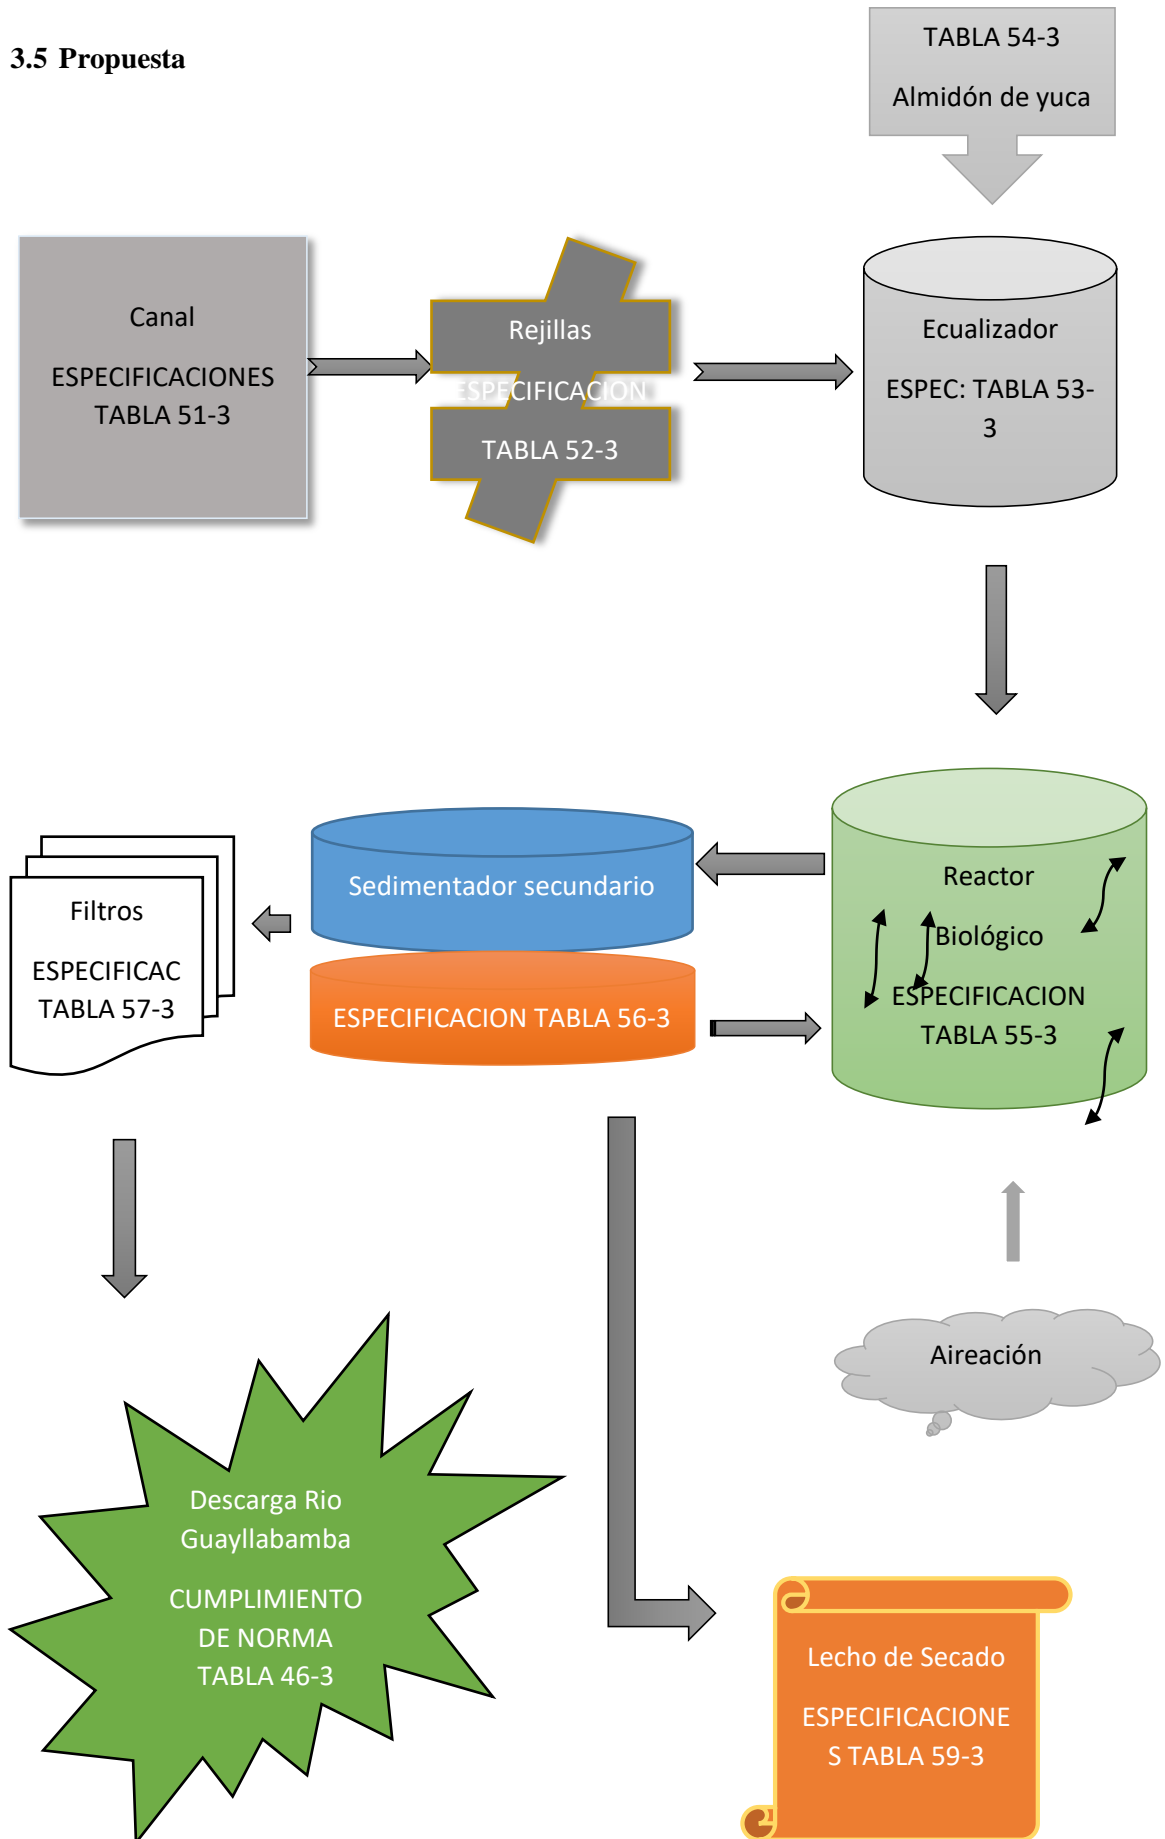 3.5 Propuesta
TABLA 54-3
Almidón de yuca
Canal
ESPECIFICACIONES
TABLA 51-3
Rejillas
ESPECIFICACION
TABLA 52-3
Ecualizador
ESPEC: TABLA 53-
3
Filtros
ESPECIFICAC
TABLA 57-3
Sedimentador secundario
ESPECIFICACION TABLA 56-3
Reactor
Biológico
ESPECIFICACION
TABLA 55-3
Aireación
Descarga Rio
Guayllabamba
CUMPLIMIENTO
DE NORMA
TABLA 46-3
Lecho de Secado
ESPECIFICACIONE
S TABLA 59-3